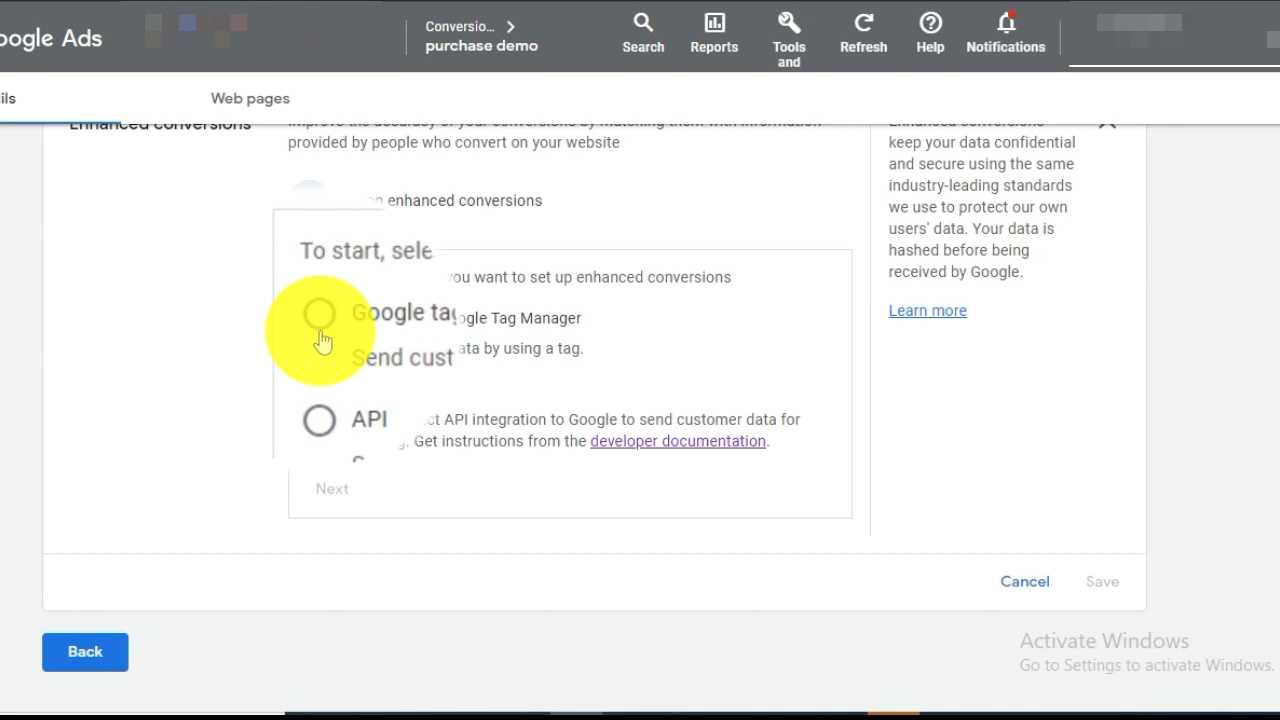 oogle Ads
Conversio...
purchase demo
Search
Reports
Tools
and
Refresh
Help
Notifications
ils
Web pages
Enhanced conversions
Improve the accuracy of your conversions by matching them with information
provided by people who convert on your website
on enhanced conversions
To start, sele
you want to set up enhanced conversions
Google tag
ogle Tag Manager
Send cust
ata by using a tag.
API
ct API integration to Google to send customer data for
g. Get instructions from the developer documentation.
Next
Enhanced conversions
keep your data confidential
and secure using the same
industry-leading standards
we use to protect our own
users' data. Your data is
hashed before being
received by Google.
Learn more
Cancel
Save
Back
Activate Windows
Go to Settings to activate Windows.